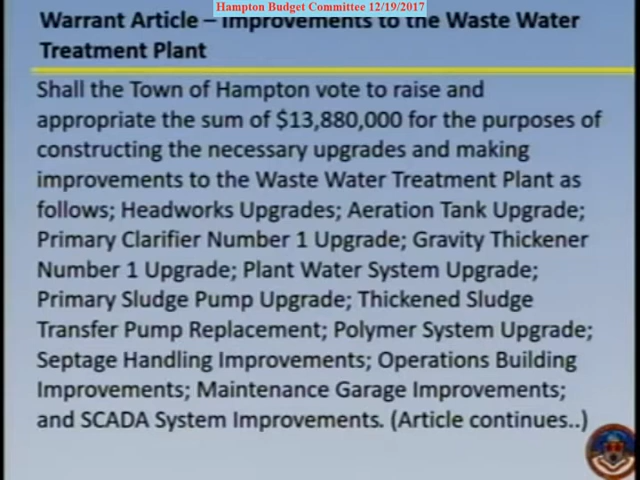 Hampton Budget Committee 12/19/2017
Warrant Article – Improvements to the Waste Water
Treatment Plant
Shall the Town of Hampton vote to raise and
appropriate the sum of $13,880,000 for the purposes of
constructing the necessary upgrades and making
improvements to the Waste Water Treatment Plant as
follows; Headworks Upgrades; Aeration Tank Upgrade;
Primary Clarifier Number 1 Upgrade; Gravity Thickener
Number 1 Upgrade; Plant Water System Upgrade;
Primary Sludge Pump Upgrade; Thickened Sludge
Transfer Pump Replacement; Polymer System Upgrade;
Septage Handling Improvements; Operations Building
Improvements; Maintenance Garage Improvements;
and SCADA System Improvements. (Article continues..)